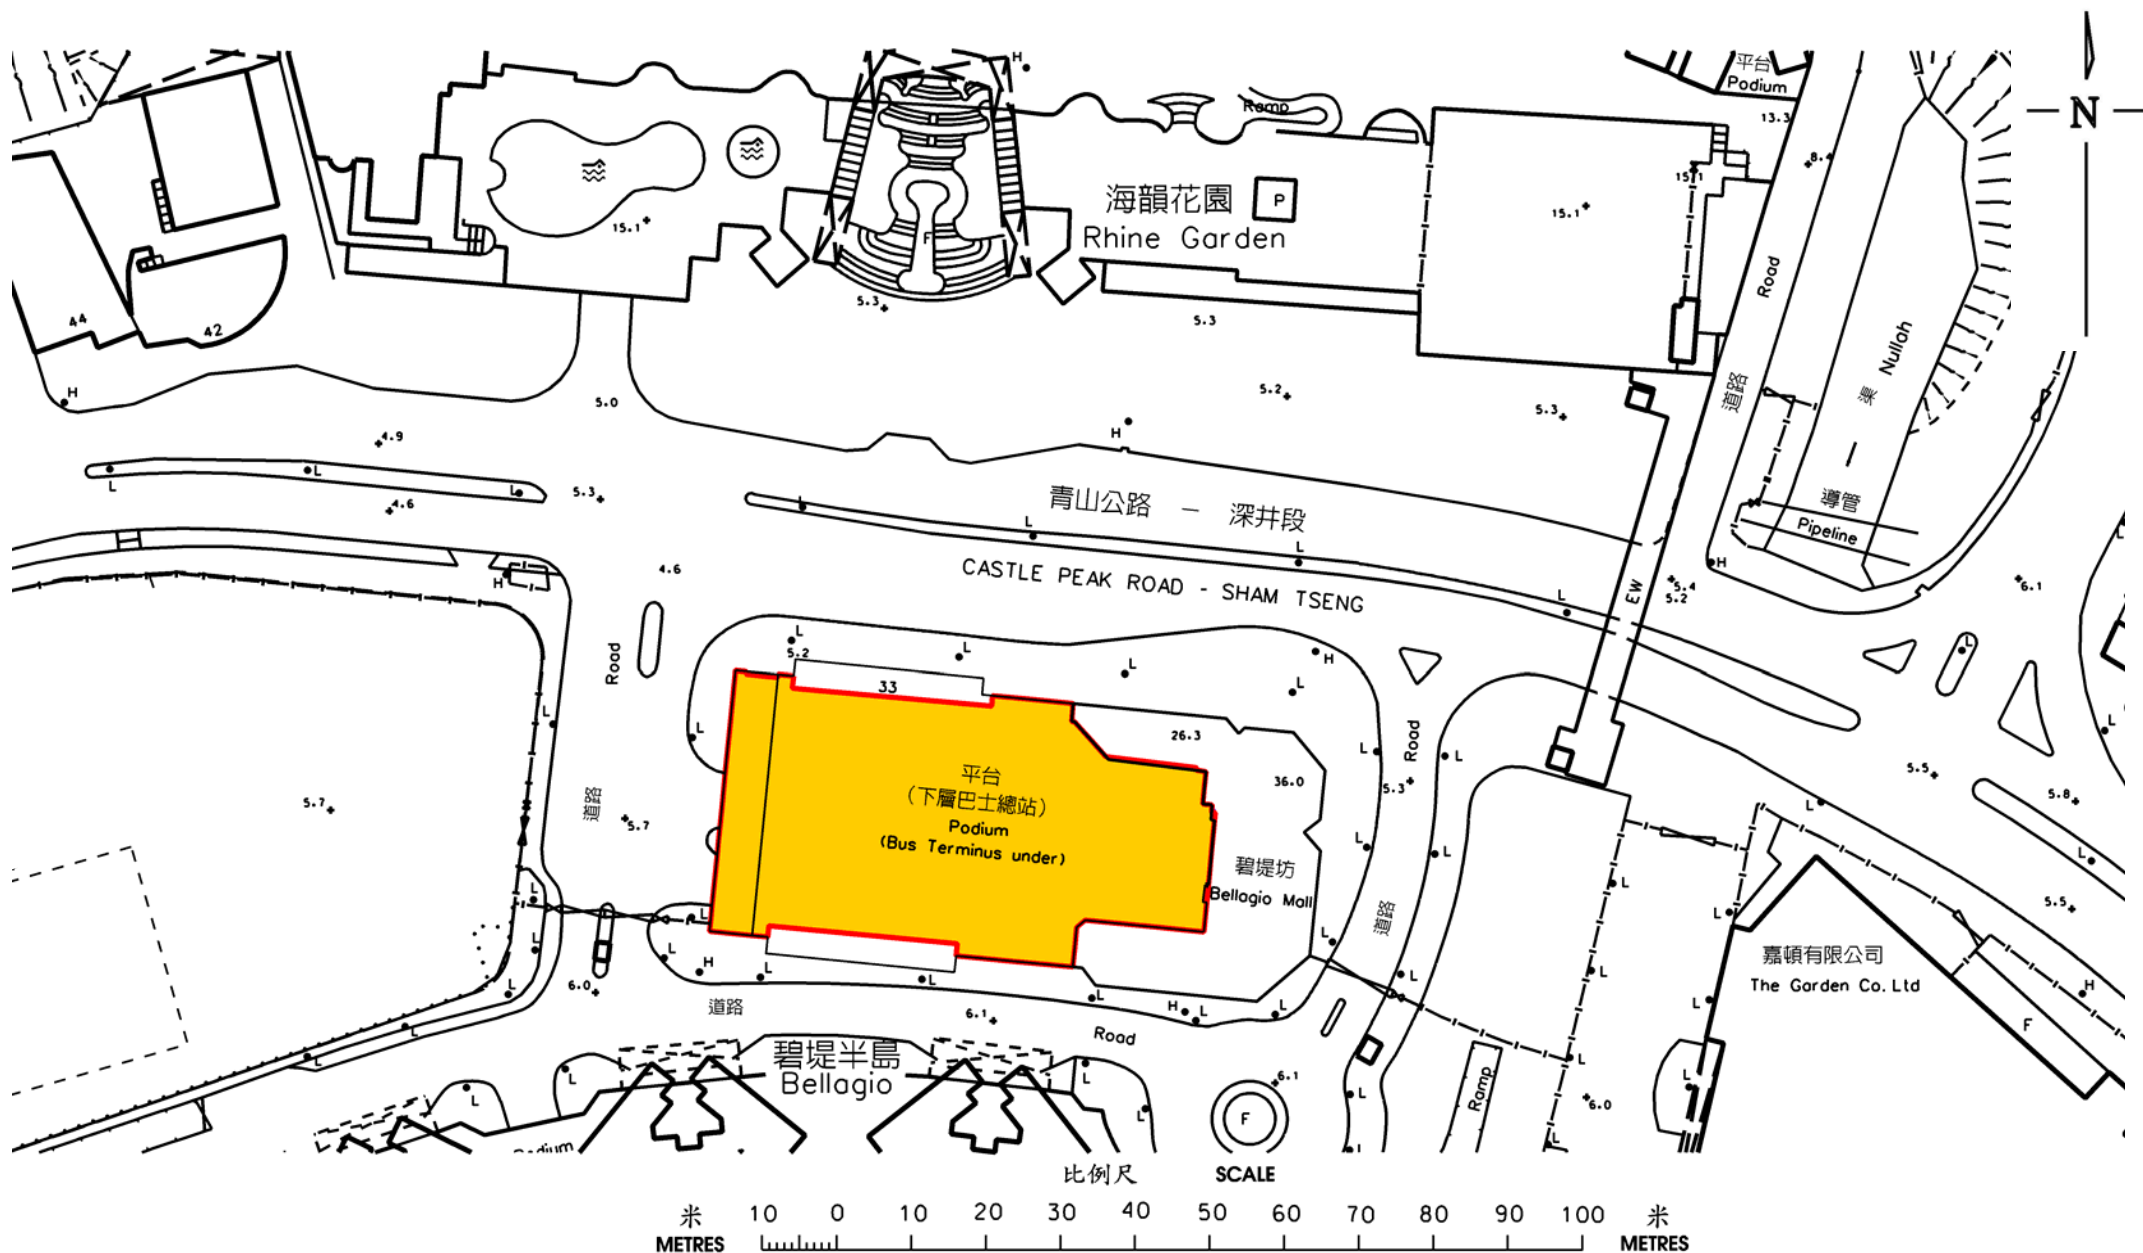 H
平台
Podium
13.3
Ramp
N
8.4
15.1
海韻花園
P
15.1
15.1
Rhine Garden
F
Road
5.3
5.3
44
42
渠 Nullah
道路
H
5.0
5.2
5.3
H
4.9
L
L
L
5.3
4.6
L
青山公路 － 深井段
L
L
導管
Pipeline
CASTLE PEAK ROAD - SHAM TSENG
4.6
H
L
EW
5.4
5.2
H
6.1
L
L
5.2
L
L
L
H
L
L
Road
33
26.3
L
L
Road
L
L
平台
(下層巴士總站)
Podium
(Bus Terminus under)
36.0
5.3
5.5
5.8
5.7
道路
5.7
L
L
L
碧堤坊
Bellagio Mall
L
L
L
L
道路
L
5.5
嘉頓有限公司
The Garden Co. Ltd
L
L
H
L
L
L
L
L
H
6.0
L
道路
6.1
L
H
L
L
Road
L
H
F
L
L
碧堤半島
Bellagio
L
L
L
L
6.1
F
L
Ramp
L
6.0
L
L
L
比例尺
SCALE
米
METRES
10 0 10 20 30 40 50 60 70 80 90 100
米
METRES